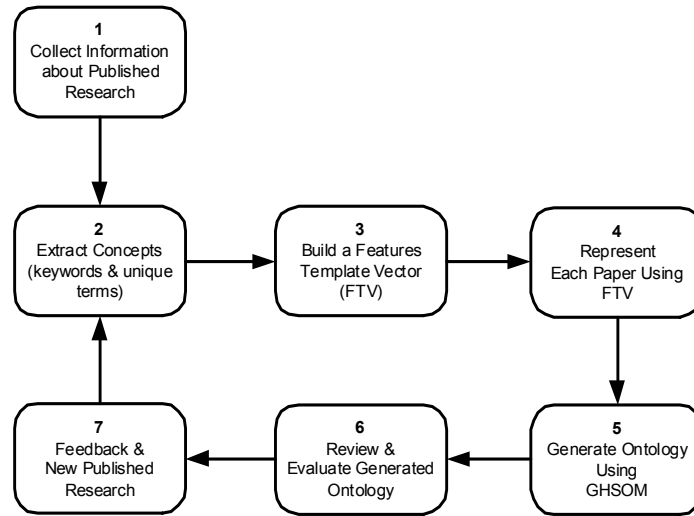 1
Collect Information
about Published
Research
2
Extract Concepts
(keywords & unique
terms)
3
Build a Features
Template Vector
(FTV)
4
Represent
Each Paper Using
FTV
5
Generate Ontology
Using
GHSOM
6
Review &
Evaluate Generated
Ontology
7
Feedback &
New Published
Research